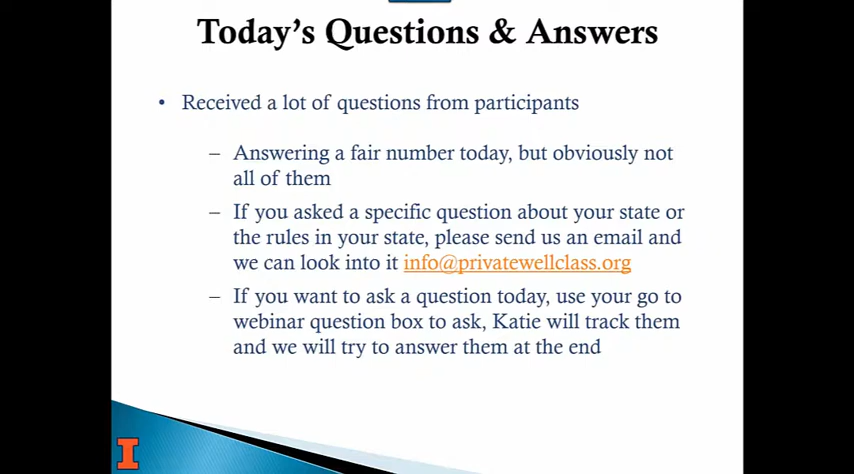 Today's Questions & Answers
• Received a lot of questions from participants
– Answering a fair number today, but obviously not
all of them
– If you asked a specific question about your state or
the rules in your state, please send us an email and
we can look into it info@privatewellclass.org
– If you want to ask a question today, use your go to
webinar question box to ask, Katie will track them
and we will try to answer them at the end
I